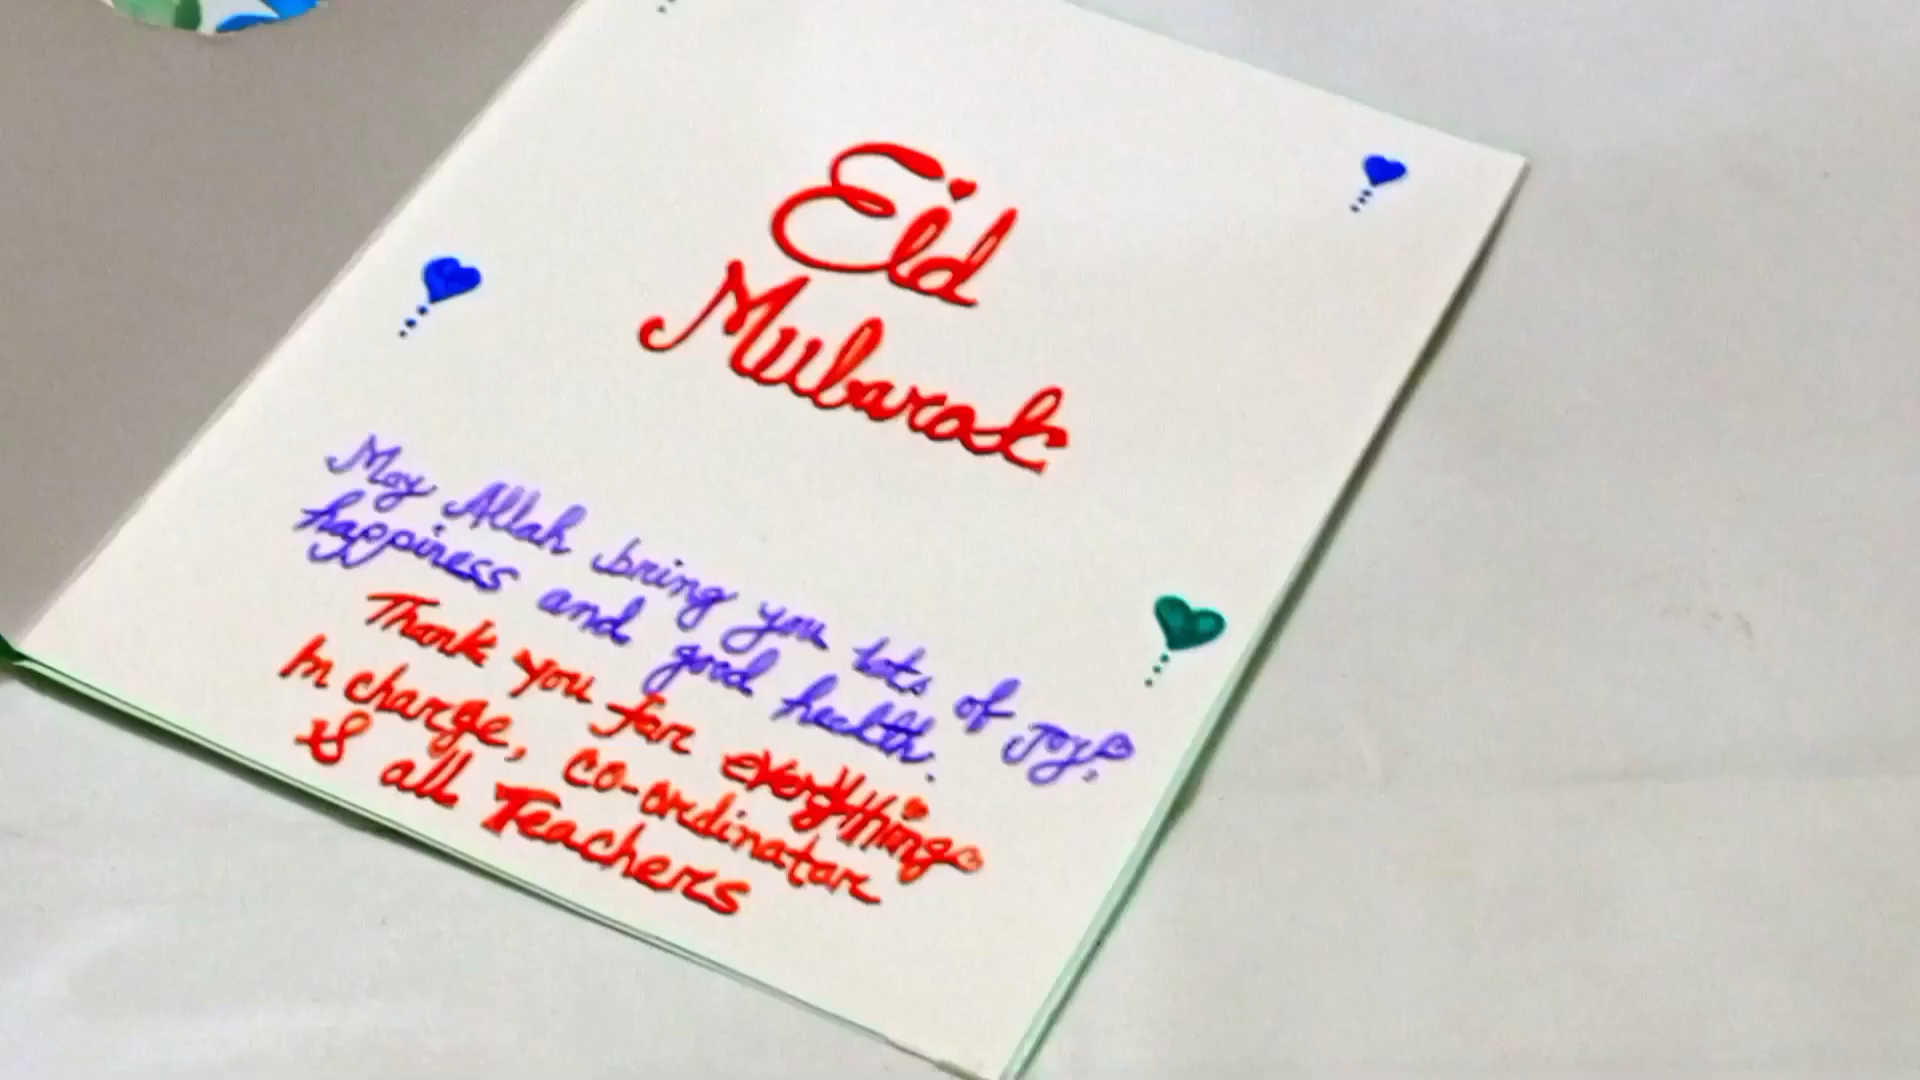 Eid
Mubarak
May Allah bring you lots of joy,
happiness and good health.
Thank you for everything
In charge, co-ordinator
& all Teachers